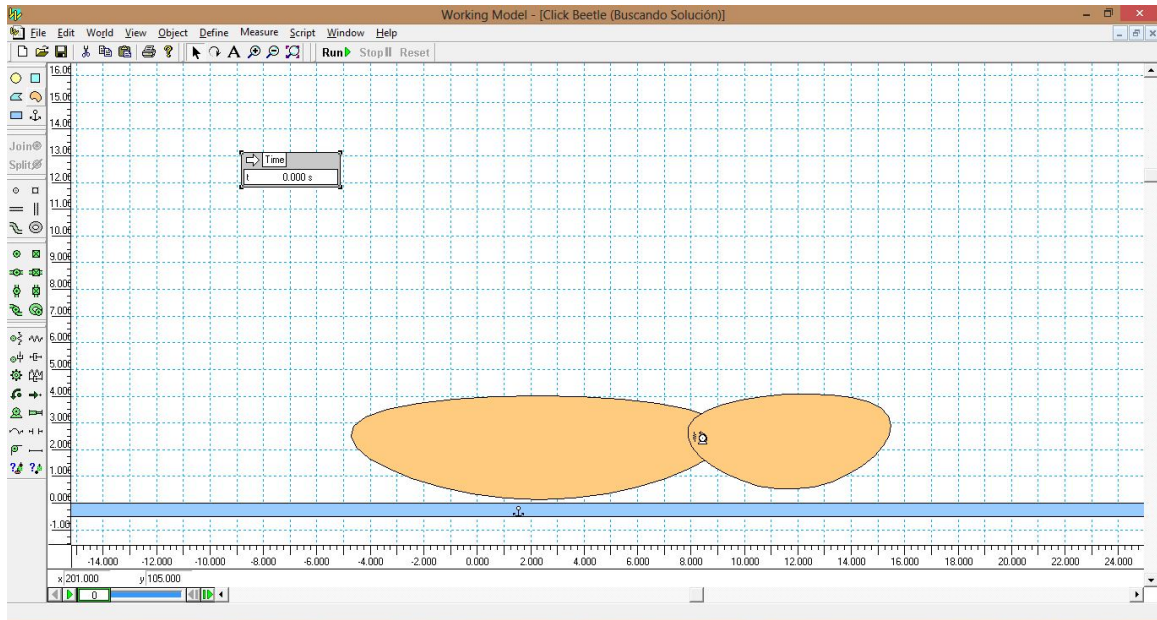 Working Model - [Click Beetle (Buscando Solución)]
File Edit World View Object Define Measure Script Window Help
A ? Run Stop Reset
Join
Split
Time
t 0.000 s
16.00
15.00
14.00
13.00
12.00
11.00
10.00
9.000
8.000
7.000
6.000
5.000
4.000
3.000
2.000
1.000
0.000
-1.00
-14.000 -12.000 -10.000 -8.000 -6.000 -4.000 -2.000 0.000 2.000 4.000 6.000 8.000 10.000 12.000 14.000 16.000 18.000 20.000 22.000 24.000
x 201.000 y 105.000
0